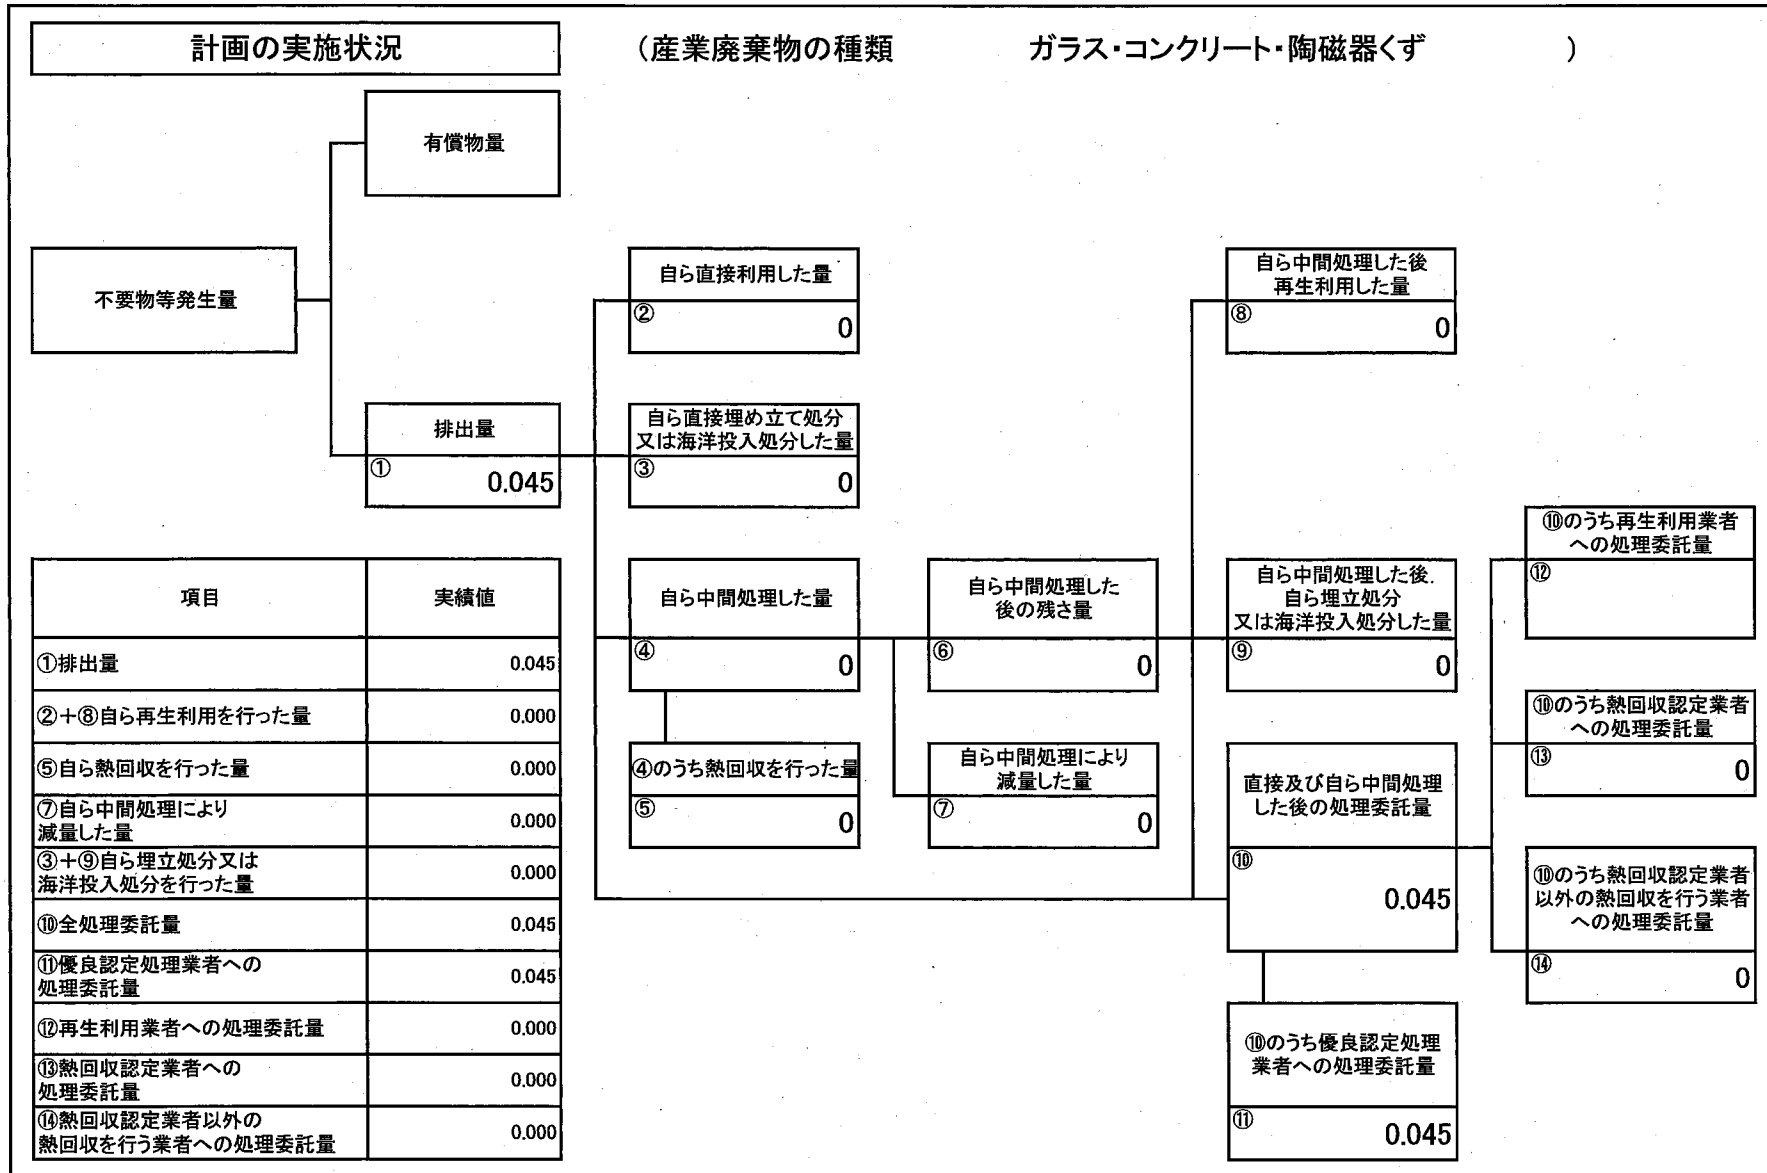 計画の実施状況
（産業廃棄物の種類　ガラス・コンクリート・陶磁器くず　）
有償物量
不要物等発生量
排出量
①
0.045
自ら直接利用した量
②
0
自ら直接埋め立て処分
又は海洋投入処分した量
③
0
自ら中間処理した量
④
0
④のうち熱回収を行った量
⑤
0
自ら中間処理した
後の残さ量
⑥
0
自ら中間処理により
減量した量
⑦
0
自ら中間処理した後
再生利用した量
⑧
0
自ら中間処理した後
自ら埋立処分
又は海洋投入処分した量
⑨
0
直接及び自ら中間処理
した後の処理委託量
⑩
0.045
⑩のうち優良認定処理
業者への処理委託量
⑪
0.045
⑩のうち再生利用業者
への処理委託量
⑫
⑩のうち熱回収認定業者
への処理委託量
⑬
0
⑩のうち熱回収認定業者
以外の熱回収を行う業者
への処理委託量
⑭
0
項目　実績値
①排出量　0.045
②＋⑧自ら再生利用を行った量　0.000
⑤自ら熱回収を行った量　0.000
⑦自ら中間処理により
減量した量　0.000
③＋⑨自ら埋立処分又は
海洋投入処分を行った量　0.000
⑩全処理委託量　0.045
⑪優良認定処理業者への
処理委託量　0.045
⑫再生利用業者への処理委託量　0.000
⑬熱回収認定業者への
処理委託量　0.000
⑭熱回収認定業者以外の
熱回収を行う業者への処理委託量　0.000